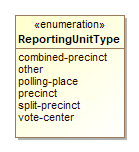 «enumeration»
ReportingUnitType
combined-precinct
other
polling-place
precinct
split-precinct
vote-center